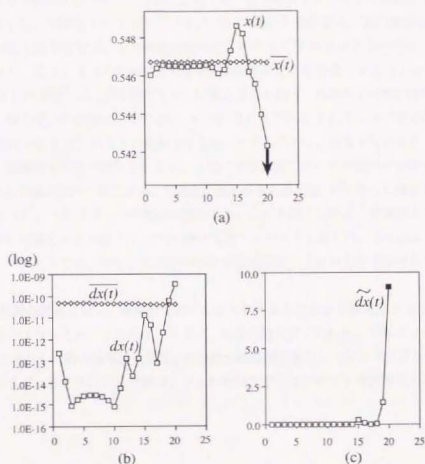 0.548
0.546
0.544
0.542
x(t)
x(t)
0 5 10 15 20 25
(a)
(log)
1.0E-09
1.0E-10
1.0E-11
1.0E-12
1.0E-13
1.0E-14
1.0E-15
1.0E-16
dx(t)
dx(t)
0 5 10 15 20 25
(b)
10.0
7.5
5.0
2.5
0.0
dx(t)
0 5 10 15 20 25
(c)